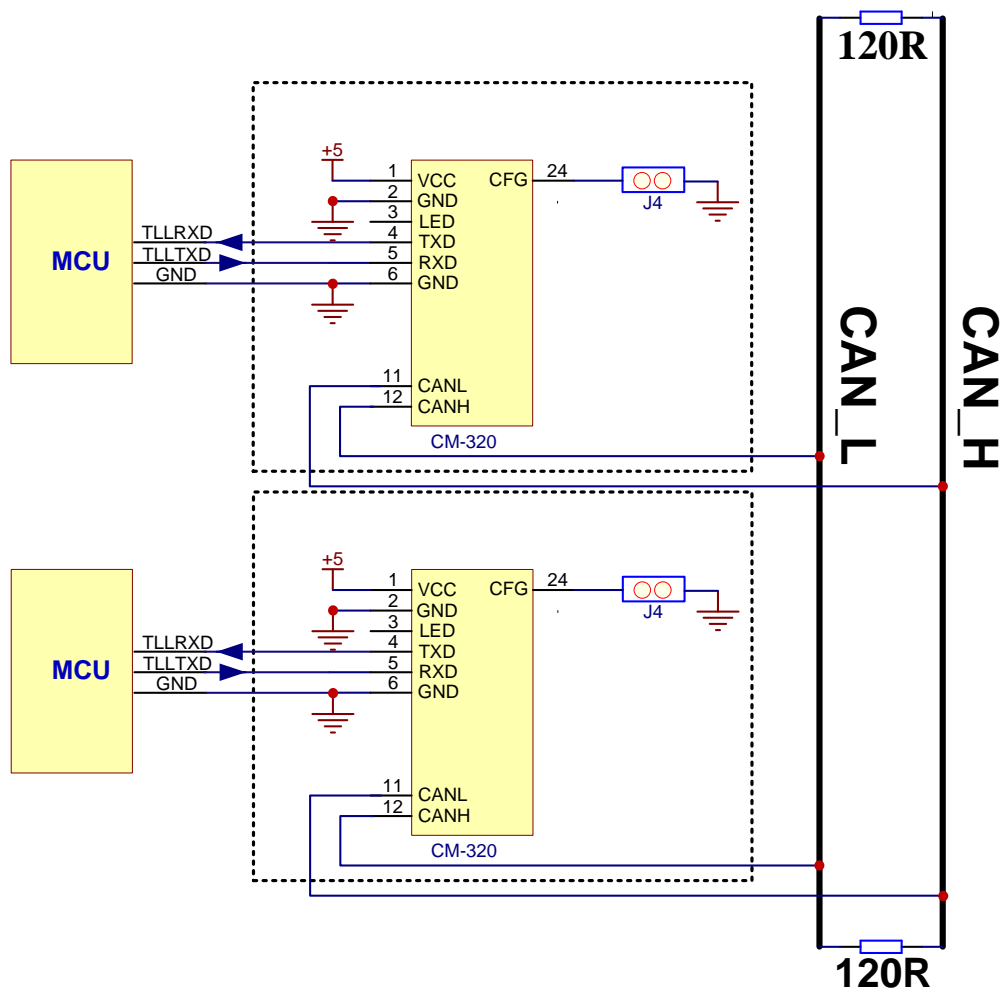 120R
+5
1 VCC
2 GND
3 LED
4 TXD
5 RXD
6 GND
CFG 24
J4
TLLRXD
TLLTXD
GND
MCU
11 CANL
12 CANH
CM-320
CAN_L
CAN_H
+5
1 VCC
2 GND
3 LED
4 TXD
5 RXD
6 GND
CFG 24
J4
TLLRXD
TLLTXD
GND
MCU
11 CANL
12 CANH
CM-320
120R